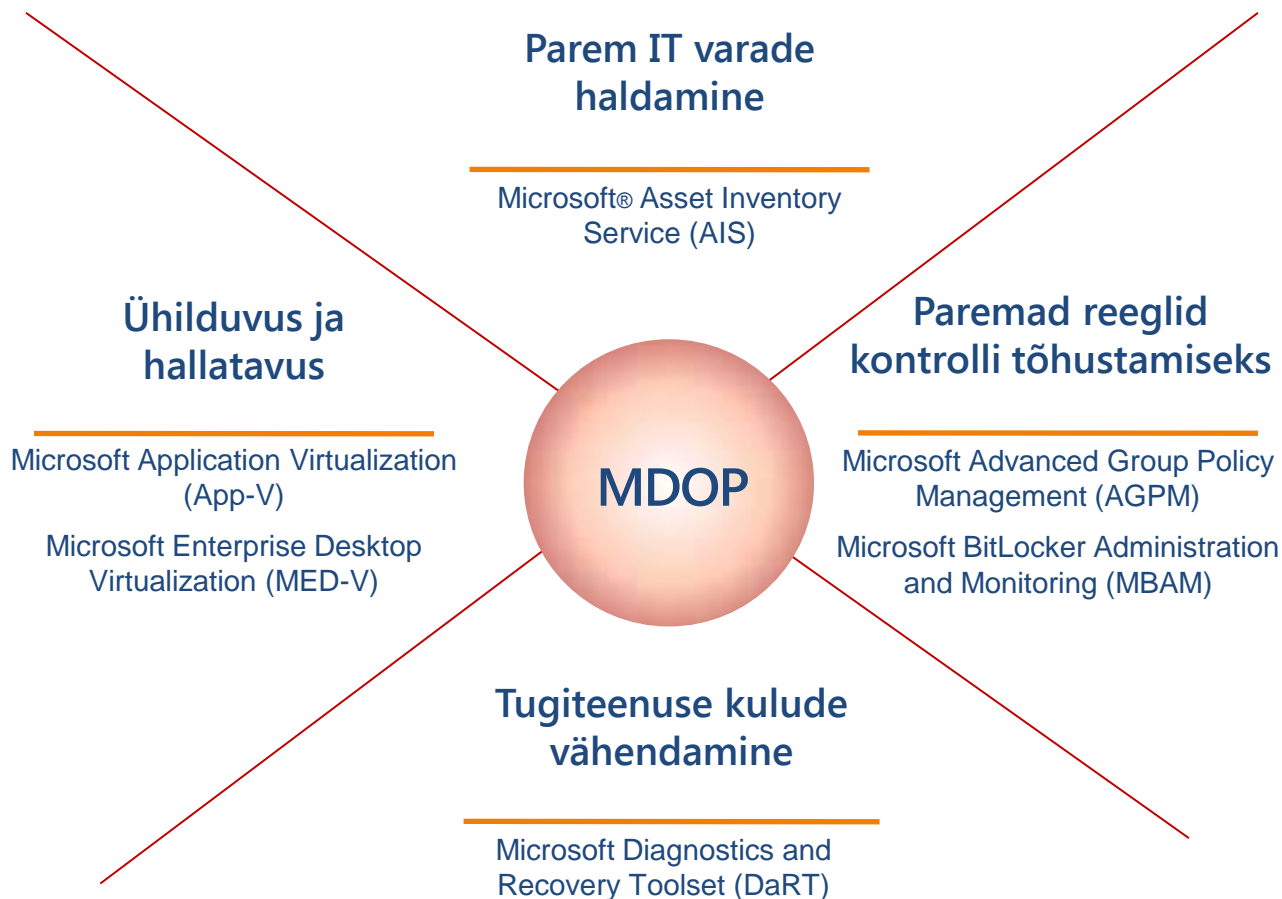 Parem IT varade
haldamine
Microsoft® Asset Inventory
Service (AIS)
Ühilduvus ja
hallatavus
Microsoft Application Virtualization
(App-V)
Microsoft Enterprise Desktop
Virtualization (MED-V)
MDOP
Paremad reeglid
kontrolli tõhustamiseks
Microsoft Advanced Group Policy
Management (AGPM)
Microsoft BitLocker Administration
and Monitoring (MBAM)
Tugiteenuse kulude
vähendamine
Microsoft Diagnostics and
Recovery Toolset (DaRT)